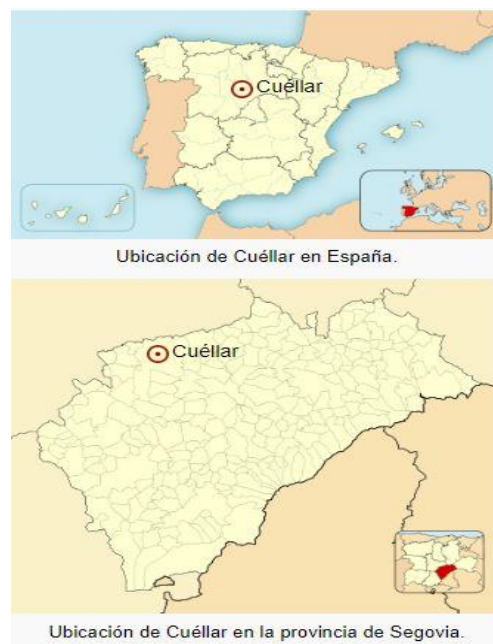 Cuéllar
Ubicación de Cuéllar en España.
Cuéllar
Ubicación de Cuéllar en la provincia de Segovia.